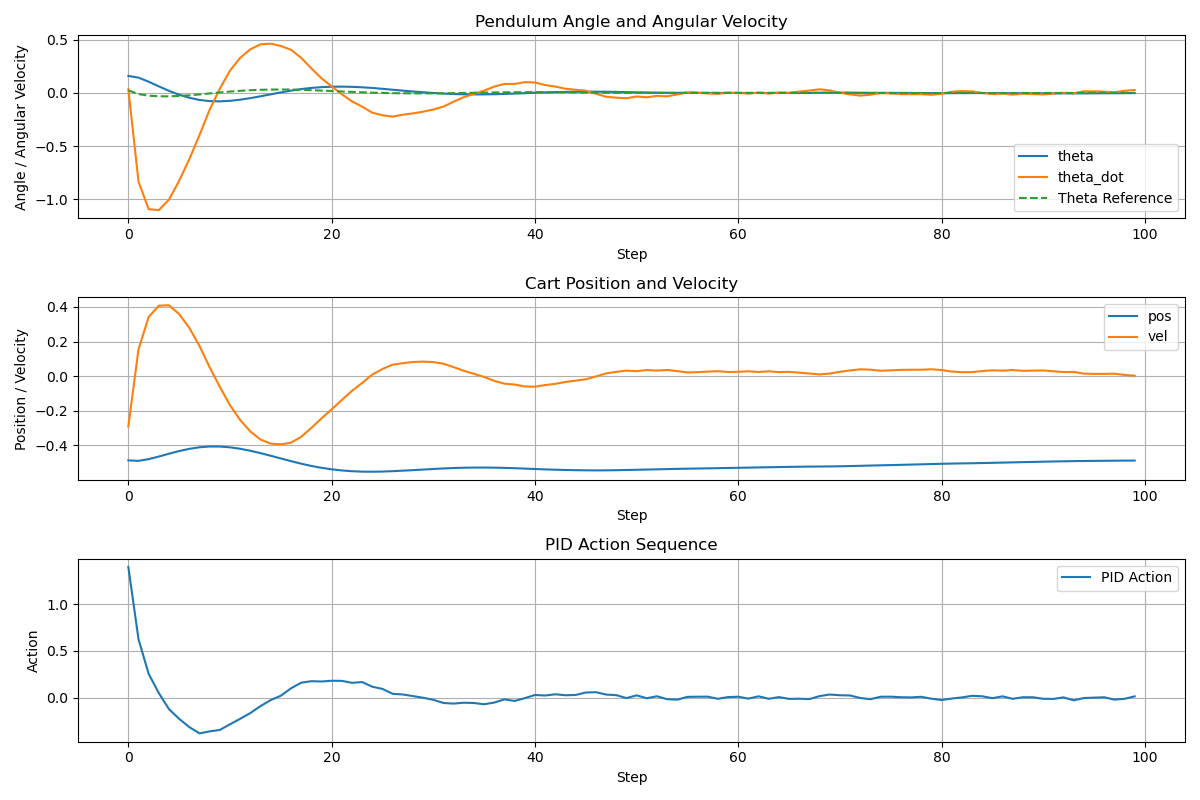 Pendulum Angle and Angular Velocity
Angle / Angular Velocity
0.5
0.0
−0.5
−1.0
theta
theta_dot
Theta Reference
0 20 40 60 80 100
Step
Cart Position and Velocity
Position / Velocity
0.4
0.2
0.0
−0.2
−0.4
pos
vel
0 20 40 60 80 100
Step
PID Action Sequence
Action
1.0
0.5
0.0
PID Action
0 20 40 60 80 100
Step